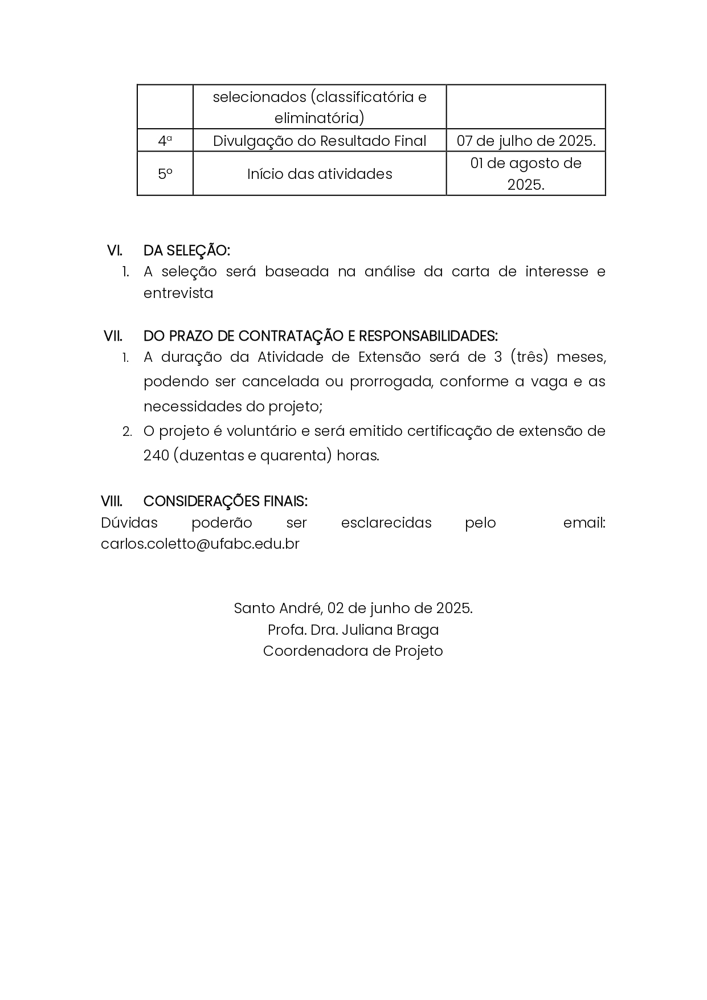 selecionados (classificatória e
eliminatória)
4ª Divulgação do Resultado Final 07 de julho de 2025.
5º Início das atividades 01 de agosto de
2025.
VI. DA SELEÇÃO:
1. A seleção será baseada na análise da carta de interesse e
entrevista
VII. DO PRAZO DE CONTRATAÇÃO E RESPONSABILIDADES:
1. A duração da Atividade de Extensão será de 3 (três) meses,
podendo ser cancelada ou prorrogada, conforme a vaga e as
necessidades do projeto;
2. O projeto é voluntário e será emitido certificação de extensão de
240 (duzentas e quarenta) horas.
VIII. CONSIDERAÇÕES FINAIS:
Dúvidas poderão ser esclarecidas pelo email:
carlos.coletto@ufabc.edu.br
Santo André, 02 de junho de 2025.
Profa. Dra. Juliana Braga
Coordenadora de Projeto